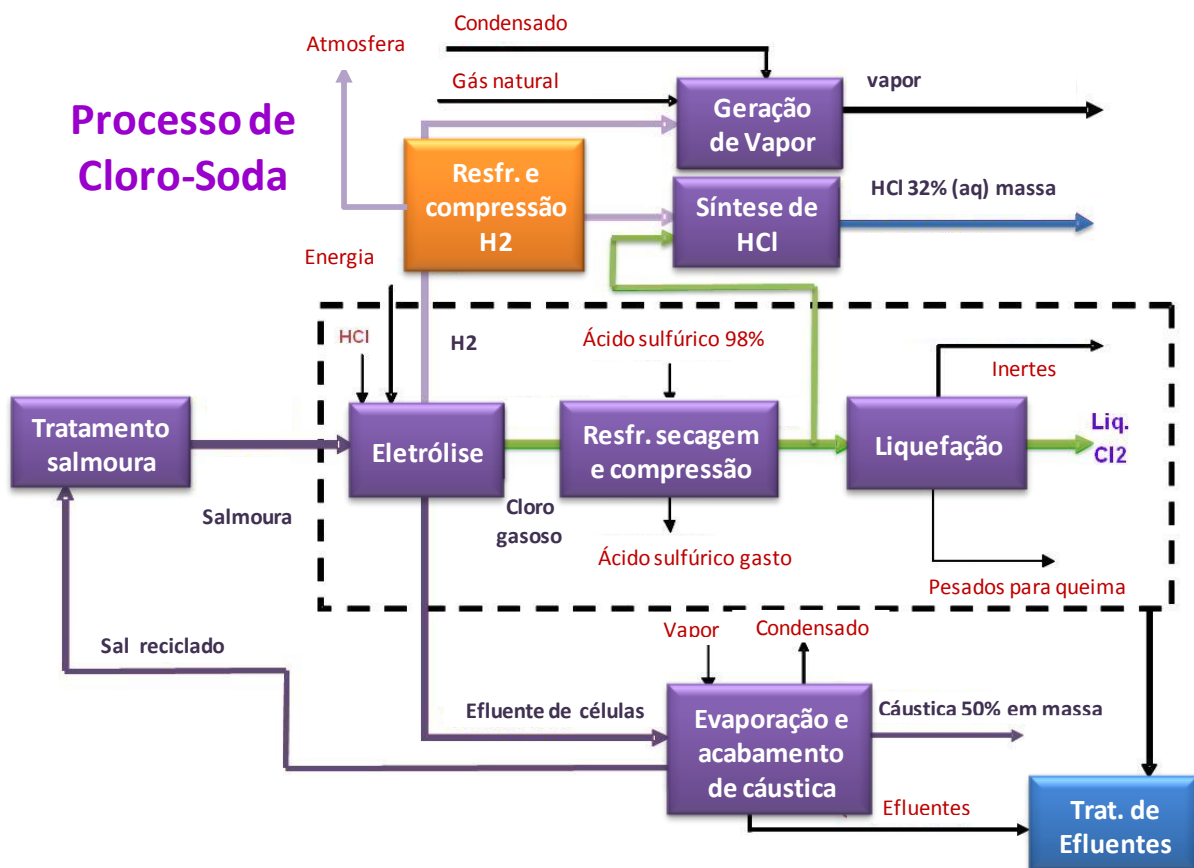 Condensado
Atmosfera
Gás natural
vapor
Geração
de Vapor
Processo de
Cloro-Soda
Resfr. e
compressão
H2
Síntese de
HCl
HCl 32% (aq) massa
Energia
HCl
H2
Ácido sulfúrico 98%
Inertes
Tratamento
salmoura
Eletrólise
Resfr. secagem
e compressão
Liquefação
Liq.
Cl2
Salmoura
Cloro
gasoso
Ácido sulfúrico gasto
Pesados para queima
Sal reciclado
Vapor
Condensado
Efluente de células
Evaporação e
acabamento
de cáustica
Cáustica 50% em massa
Efluentes
Trat. de
Efluentes